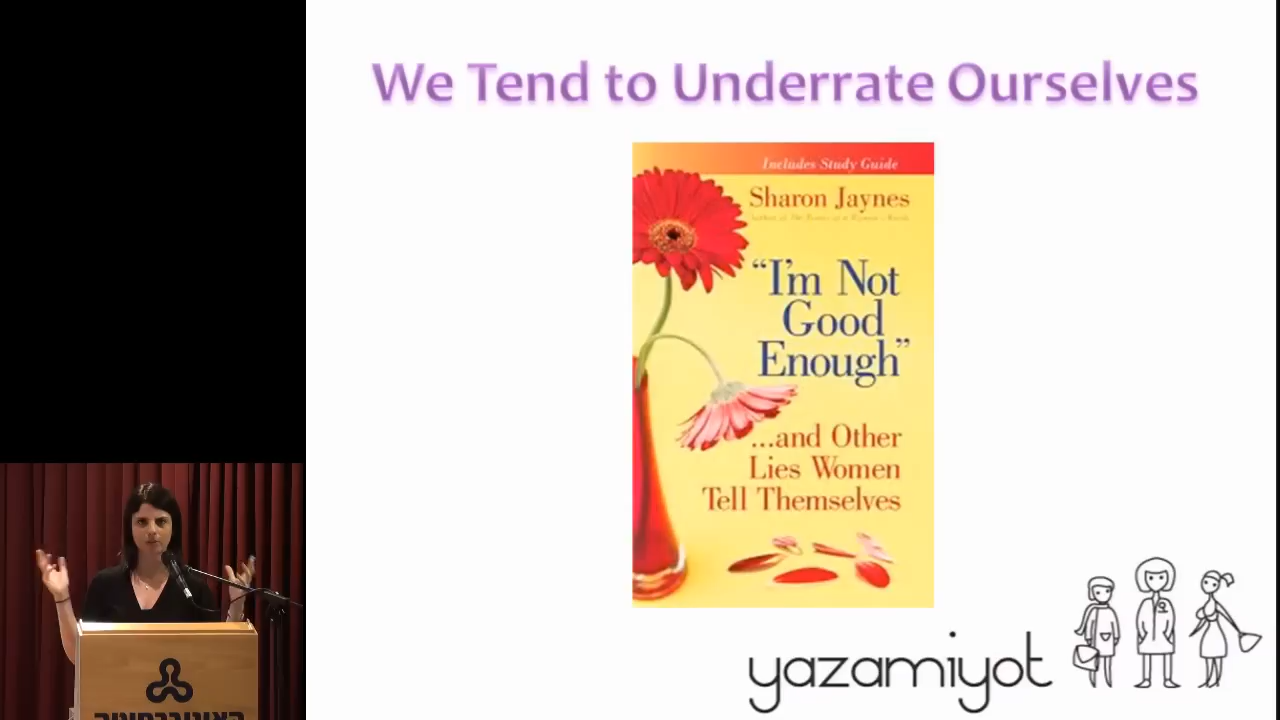 We Tend to Underrate Ourselves
Includes Study Guide
Sharon Jaynes
"I'm Not
Good
Enough"
...and Other
Lies Women
Tell Themselves
yazamiyot